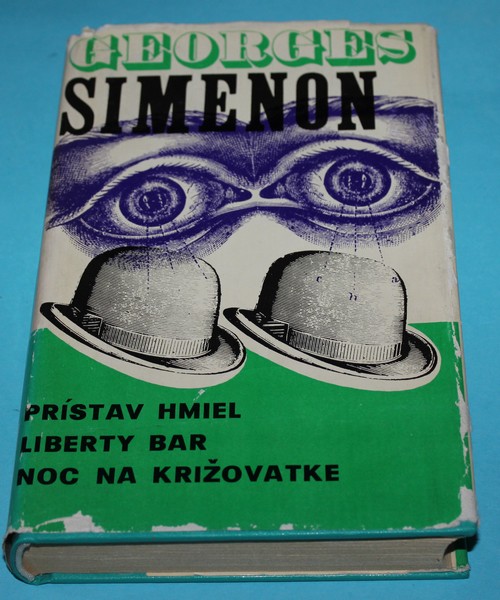 GEORGES
SIMENON
c h a
PRÍSTAV HMIEL
LIBERTY BAR
NOC NA KRIŽOVATKE